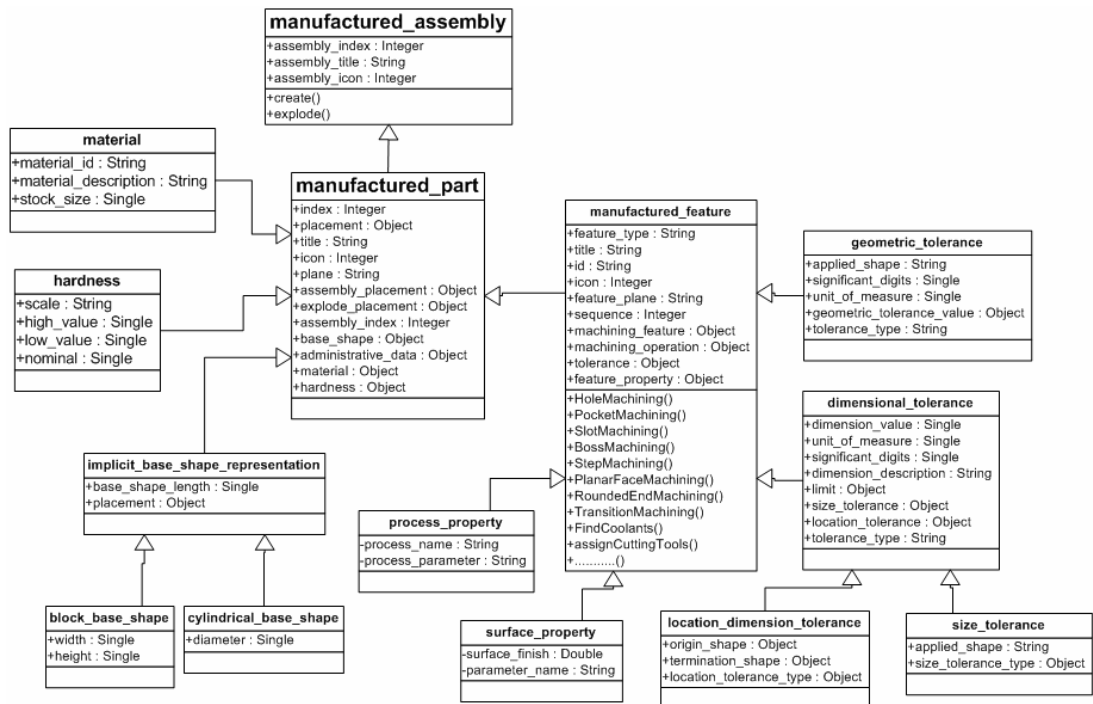 manufactured_assembly
+assembly_index : Integer
+assembly_title : String
+assembly_icon : Integer
+create()
+explode()
material
+material_id : String
+material_description : String
+stock_size : Single
manufactured_part
+index : Integer
+placement : Object
+title : String
+icon : Integer
+plane : String
+assembly_placement : Object
+explode_placement : Object
+assembly_index : Integer
+base_shape : Object
+administrative_data : Object
+material : Object
+hardness : Object
hardness
+scale : String
+high_value : Single
+low_value : Single
+nominal : Single
manufactured_feature
+feature_type : String
+title : String
+id : String
+icon : Integer
+feature_plane : String
+sequence : Integer
+machining_feature : Object
+machining_operation : Object
+tolerance : Object
+feature_property : Object
+HoleMachining()
+PocketMachining()
+SlotMachining()
+BossMachining()
+StepMachining()
+PlanarFaceMachining()
+RoundedEndMachining()
+TransitionMachining()
+FindCoolants()
+assignCuttingTools()
+...........()
geometric_tolerance
+applied_shape : String
+significant_digits : Single
+unit_of_measure : Single
+geometric_tolerance_value : Object
+tolerance_type : String
dimensional_tolerance
+dimension_value : Single
+unit_of_measure : Single
+significant_digits : Single
+dimension_description : String
+limit : Object
+size_tolerance : Object
+location_tolerance : Object
+tolerance_type : String
implicit_base_shape_representation
+base_shape_length : Single
+placement : Object
process_property
-process_name : String
-process_parameter : String
block_base_shape
+width : Single
+height : Single
cylindrical_base_shape
+diameter : Single
surface_property
-surface_finish : Double
-parameter_name : String
location_dimension_tolerance
+origin_shape : Object
+termination_shape : Object
+location_tolerance_type : Object
size_tolerance
+applied_shape : String
+size_tolerance_type : Object